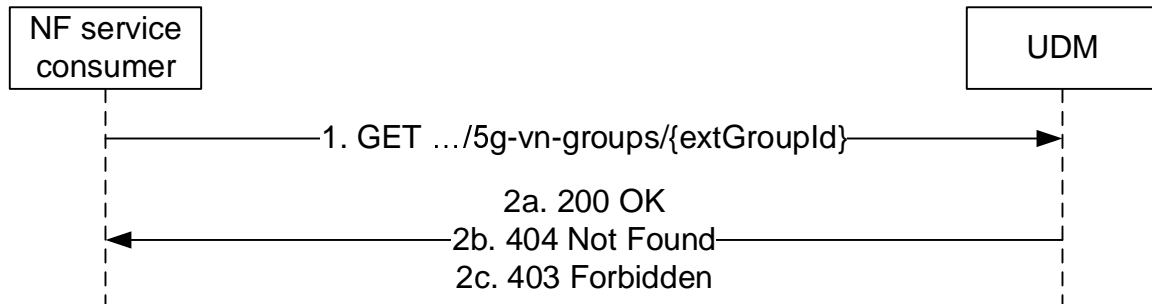 NF service
consumer
UDM
1. GET …/5g-vn-groups/{extGroupId}
2a. 200 OK
2b. 404 Not Found
2c. 403 Forbidden